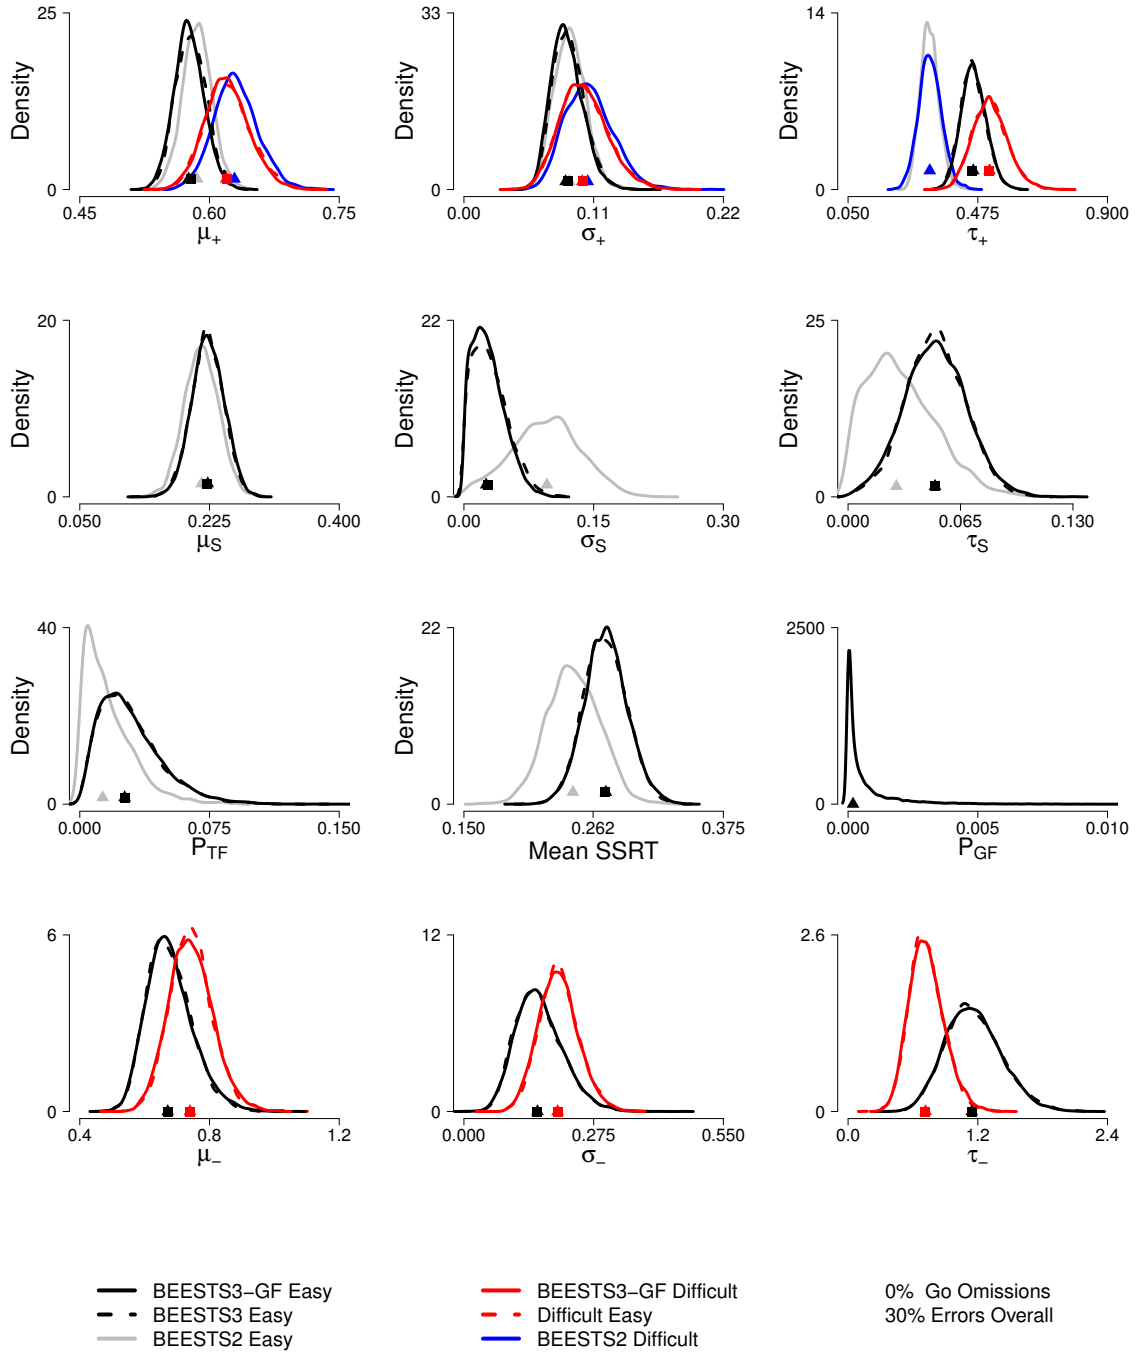 25
Density
0
0.45 0.60 0.75
μ+
33
Density
0
0.00 0.11 0.22
σ+
14
Density
0
0.050 0.475 0.900
τ+
20
Density
0
0.050 0.225 0.400
μS
22
Density
0
0.00 0.15 0.30
σS
25
Density
0
0.000 0.065 0.130
τS
40
Density
0
0.000 0.075 0.150
PTF
22
Density
0
0.150 0.262 0.375
Mean SSRT
2500
0
0.000 0.005 0.010
PGF
6
Density
0
0.4 0.8 1.2
μ−
12
Density
0
0.000 0.275 0.550
σ−
2.6
Density
0
0.0 1.2 2.4
τ−
BEESTS3−GF Easy
BEESTS3 Easy
BEESTS2 Easy
BEESTS3−GF Difficult
Difficult Easy
BEESTS2 Difficult
0% Go Omissions
30% Errors Overall